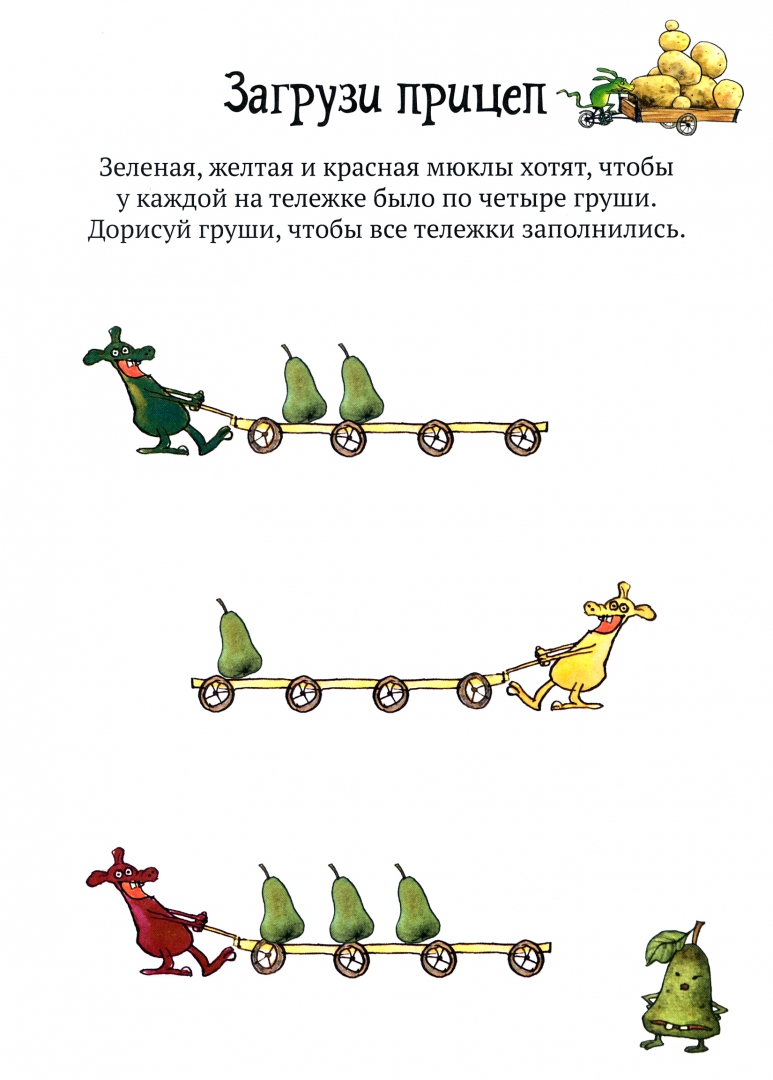 Загрузи прицеп
Зеленая, желтая и красная мюклы хотят, чтобы
у каждой на тележке было по четыре груши.
Дорисуй груши, чтобы все тележки заполнились.